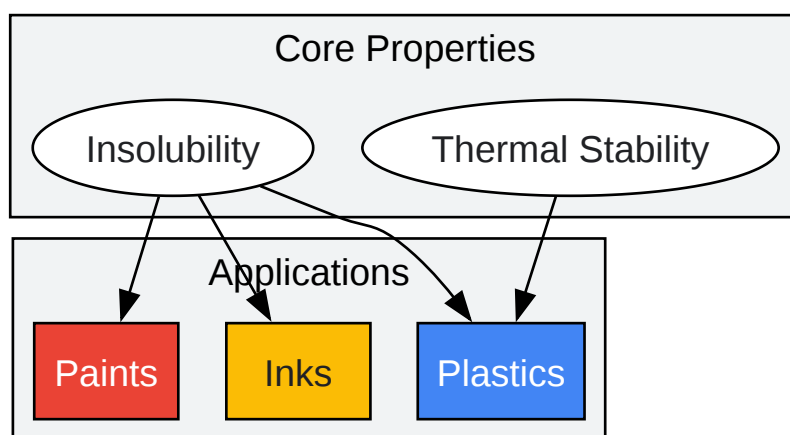 Core Properties
Insolubility
Thermal Stability
Applications
Paints
Inks
Plastics